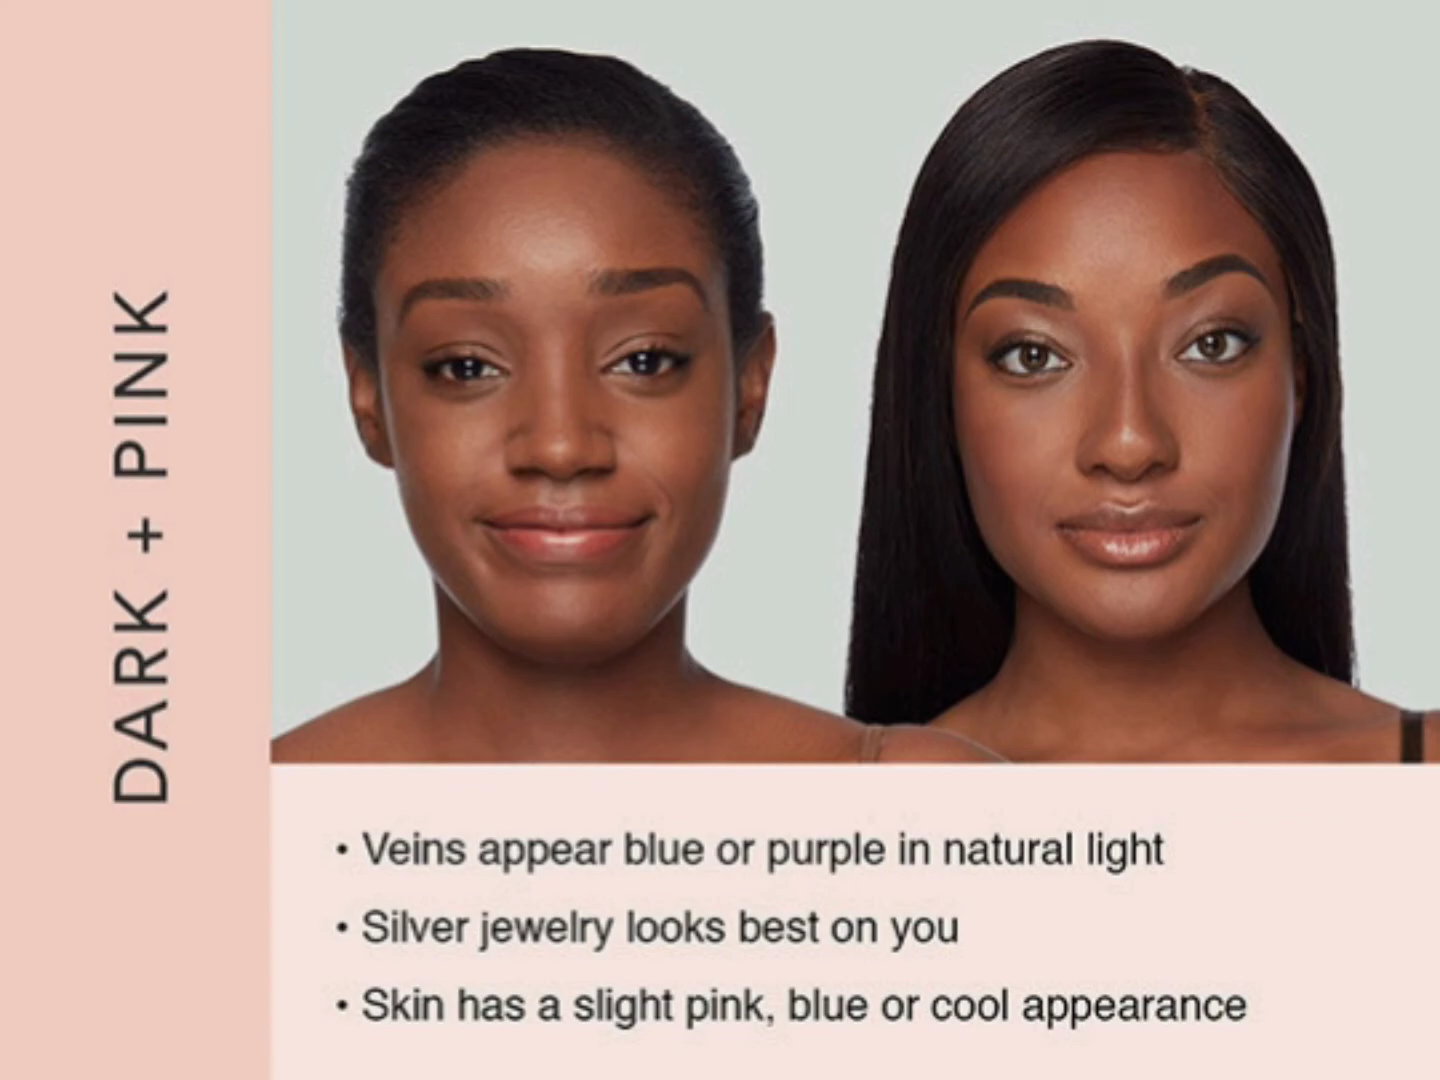 DARK + PINK
• Veins appear blue or purple in natural light
• Silver jewelry looks best on you
• Skin has a slight pink, blue or cool appearance